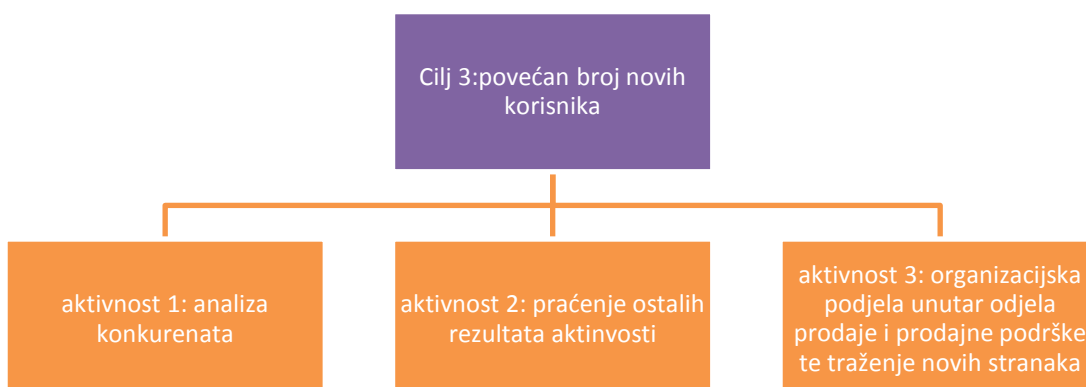 Cilj 3:povećan broj novih
korisnika
aktivnost 1: analiza
konkurenata
aktivnost 2: praćenje ostalih
rezultata aktinvosti
aktivnost 3: organizacijska
podjela unutar odjela
prodaje i prodajne podrške
te traženje novih stranaka